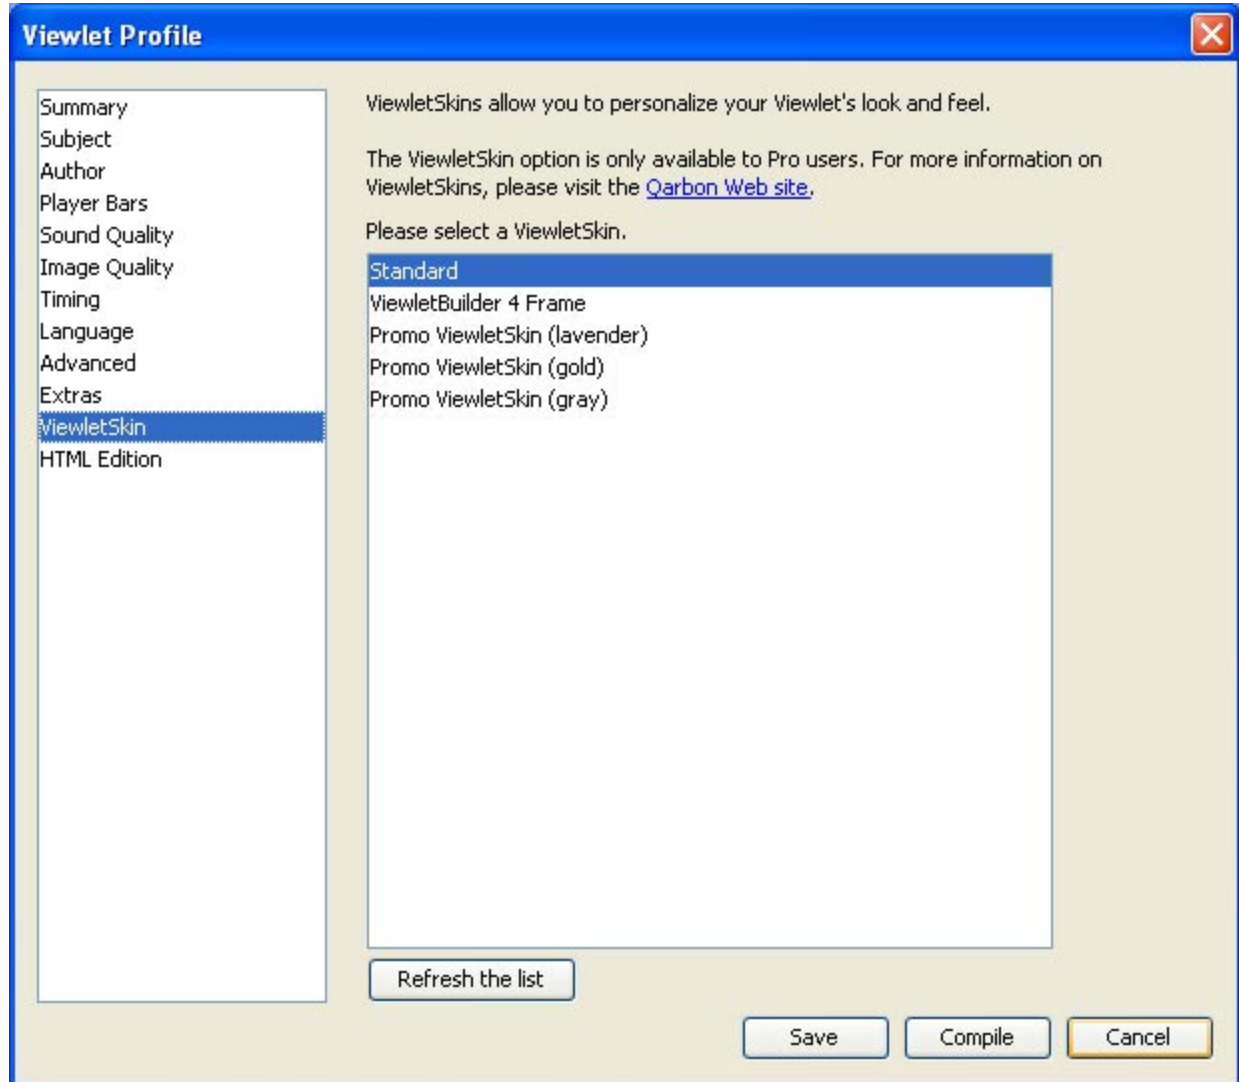 Viewlet Profile
Summary
Subject
Author
Player Bars
Sound Quality
Image Quality
Timing
Language
Advanced
Extras
ViewletSkin
HTML Edition
ViewletSkins allow you to personalize your Viewlet's look and feel.
The ViewletSkin option is only available to Pro users. For more information on
ViewletSkins, please visit the Qarbon Web site.
Please select a ViewletSkin.
Standard
ViewletBuilder 4 Frame
Promo ViewletSkin (lavender)
Promo ViewletSkin (gold)
Promo ViewletSkin (gray)
Refresh the list
Save
Compile
Cancel